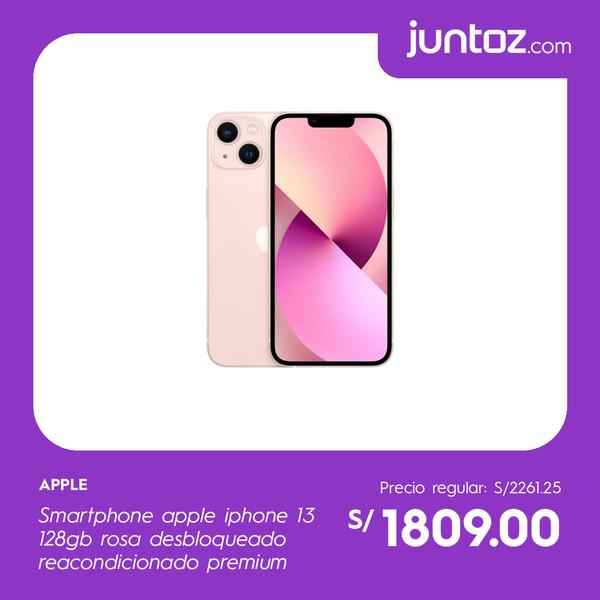 juntoz.com
APPLE
Smartphone apple iphone 13
128gb rosa desbloqueado
reacondicionado premium
Precio regular: S/2261.25
S/1809.00